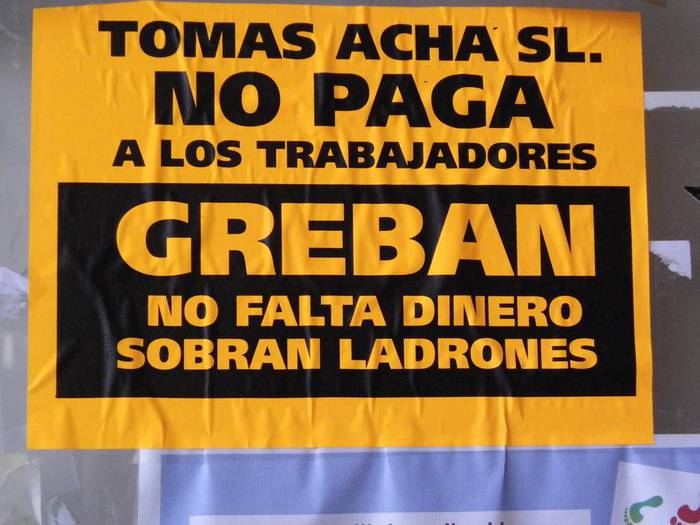 TOMAS ACHA SL.
NO PAGA
A LOS TRABAJADORES
GREBAN
NO FALTA DINERO
SOBRAN LADRONES